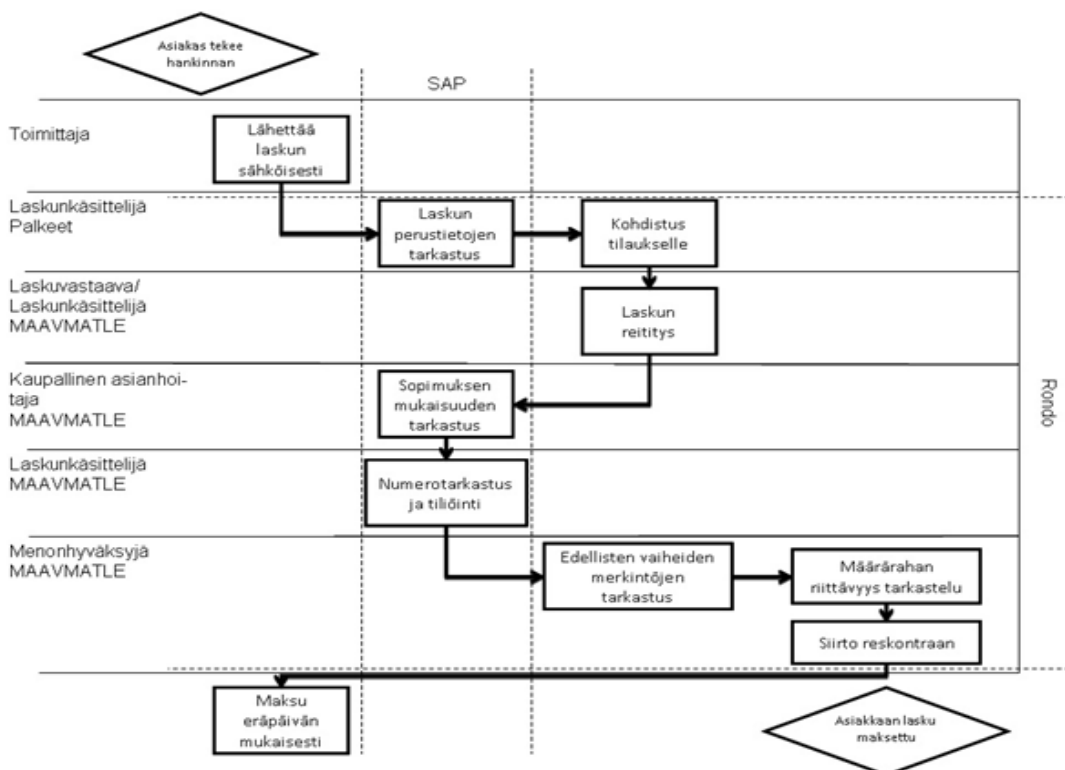 Asiakas tekee
hankinnan
SAP
Toimittaja
Lähettää
laskun
sähköisesti
Laskunkäsittelijä
Palkeet
Laskun
perustietojen
tarkastus
Kohdistus
tilaukselle
Laskuvastaava/
Laskunkäsittelijä
MAAVMATLE
Laskun
reititys
Kaupallinen asianhoi-
taja
MAAVMATLE
Sopimuksen
mukaisuuden
tarkastus
Rondo
Laskunkäsittelijä
MAAVMATLE
Numerotarkastus
ja tiliöinti
Menonhyväksyjä
MAAVMATLE
Edellisten vaiheiden
merkintöjen
tarkastus
Määrärahan
riittävyys tarkastelu
Siirto reskontraan
Maksu
eräpäivän
mukaisesti
Asiakkaan lasku
maksettu